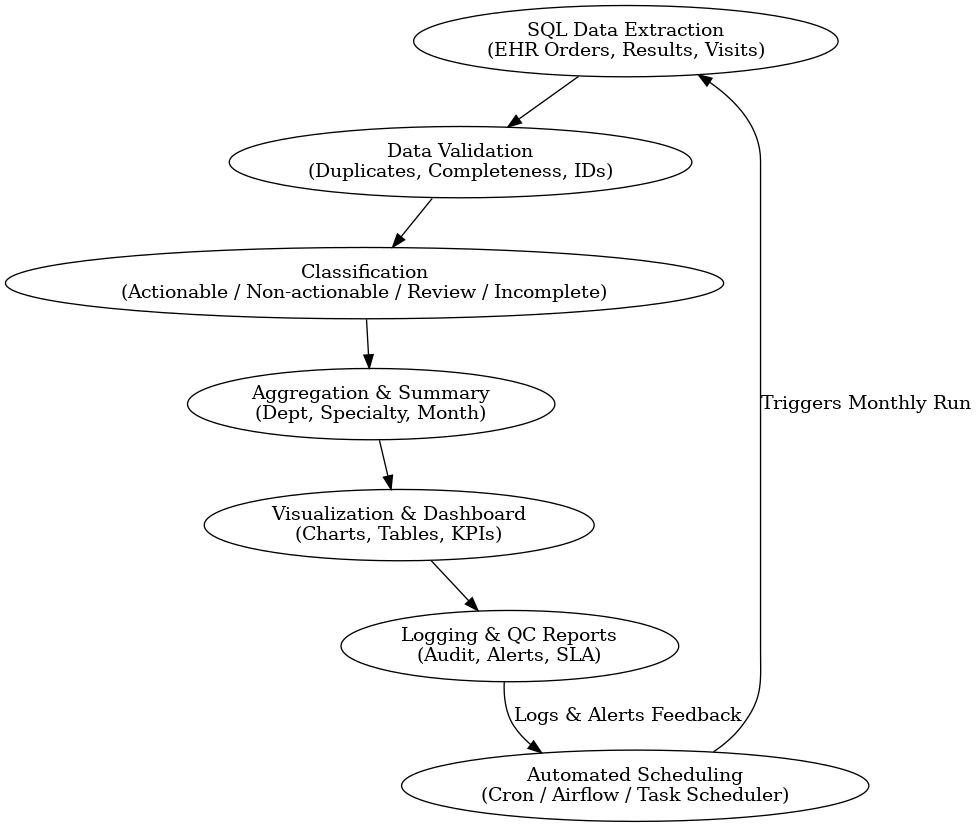 SQL Data Extraction
(EHR Orders, Results, Visits)
Data Validation
(Duplicates, Completeness, IDs)
Classification
(Actionable / Non-actionable / Review / Incomplete)
Aggregation & Summary
(Dept, Specialty, Month)
Triggers Monthly Run
Visualization & Dashboard
(Charts, Tables, KPIs)
Logging & QC Reports
(Audit, Alerts, SLA)
Logs & Alerts Feedback
Automated Scheduling
(Cron / Airflow / Task Scheduler)